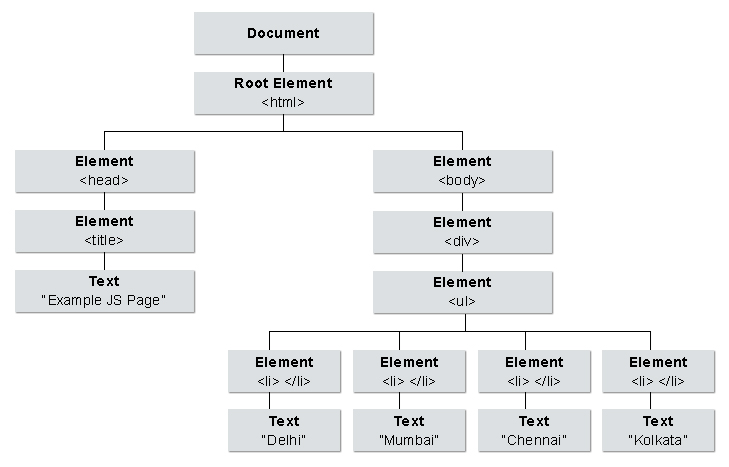 Document
Root Element
<html>
Element
<head>
Element
<body>
Element
<title>
Element
<div>
Text
"Example JS Page"
Element
<ul>
Element
<li> </li>
Element
<li> </li>
Element
<li> </li>
Element
<li> </li>
Text
"Delhi"
Text
"Mumbai"
Text
"Chennai"
Text
"Kolkata"